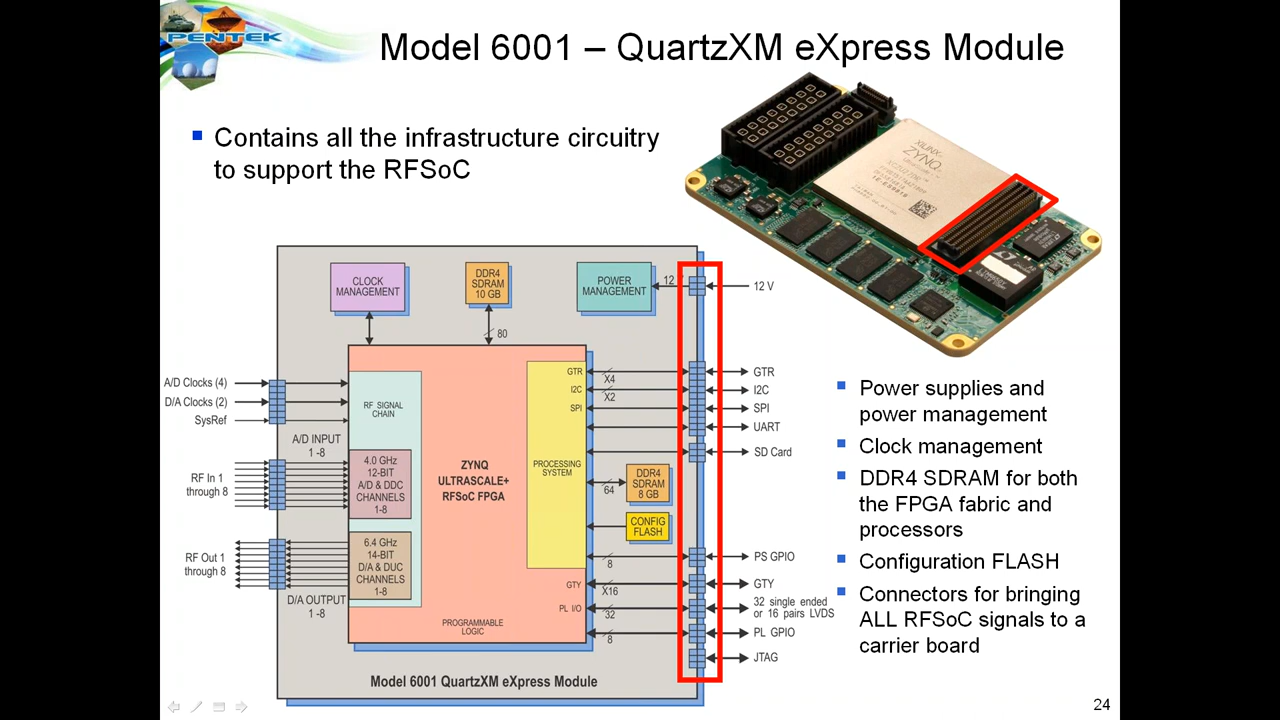 PENTEK
Model 6001 – QuartzXM eXpress Module
Contains all the infrastructure circuitry
to support the RFSoC
XILINX
ZYNQ
CLOCK
MANAGEMENT
DDR4
SDRAM
10 GB
POWER
MANAGEMENT
12
12 V
80
A/D Clocks (4)
D/A Clocks (2)
SysRef
RF SIGNAL
CHAIN
A/D INPUT
1 -8
RF In 1
through 8
4.0 GHz
12-BIT
A/D & DDC
CHANNELS
1-8
RF Out 1
through 8
6.4 GHz
14-BIT
D/A & DUC
CHANNELS
1-8
D/A OUTPUT
1 -8
ZYNQ
ULTRASCALE+
RFSoC FPGA
PROGRAMMABLE
LOGIC
PROCESSING
SYSTEM
GTR
X4
GTR
I2C
X2
I2C
SPI
SPI
UART
SD Card
64
DDR4
SDRAM
8 GB
CONFIG
FLASH
8
PS GPIO
GTY
X16
GTY
PL I/O
32
32 single ended
or 16 pairs LVDS
8
PL GPIO
JTAG
Model 6001 QuartzXM eXpress Module
Power supplies and
power management
Clock management
DDR4 SDRAM for both
the FPGA fabric and
processors
Configuration FLASH
Connectors for bringing
ALL RFSoC signals to a
carrier board
24